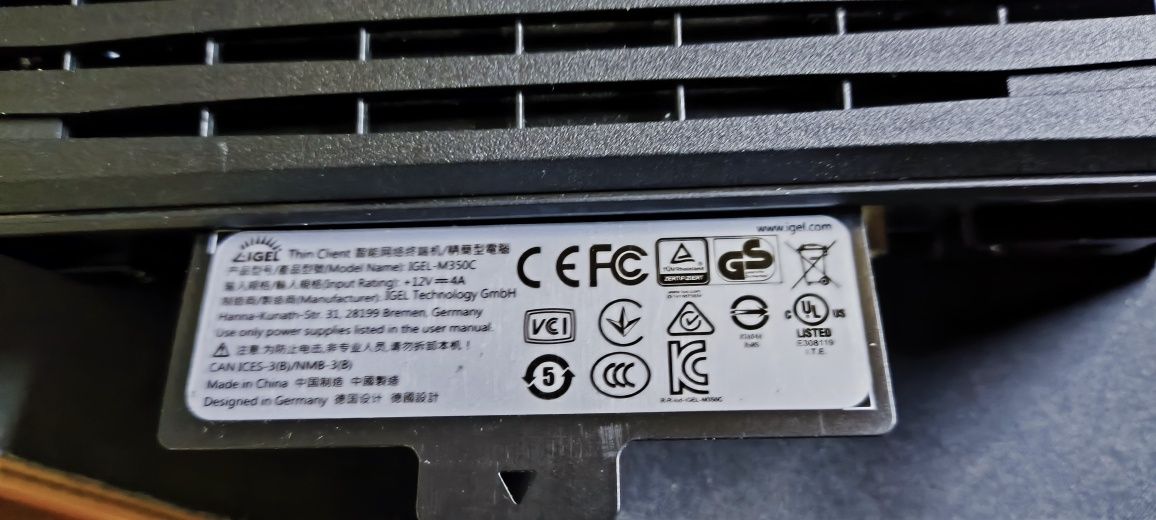 www.igel.com
IGEL Thin Client 智能网络终端机/精簡型電腦
产品型号/產品型號(Model Name): IGEL-M350C
输入规格/輸入規格(Input Rating): +12V⎓4A
制造商/製造商(Manufacturer): IGEL Technology GmbH
Hanna-Kunath-Str. 31, 28199 Bremen, Germany
Use only power supplies listed in the user manual.
注意:为防止电击,非专业人员,请勿拆卸本机!
CAN ICES-3(B)/NMB-3(B)
Made in China 中国制造 中國製造
Designed in Germany 德国设计 德國設計
CE FC
TÜVRheinland
ZERTIFIZIERT
GS
VCI
C UL US
LISTED
E308119
I.T.E.
RoHS
5
CCC
KC
IGEL-M350C